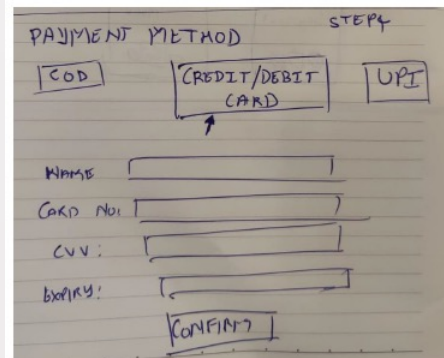 STEP4
PAYMENT METHOD
COD
CREDIT/DEBIT
CARD
UPI
NAME
CARD NO:
CVV:
EXPIRY:
CONFIRM